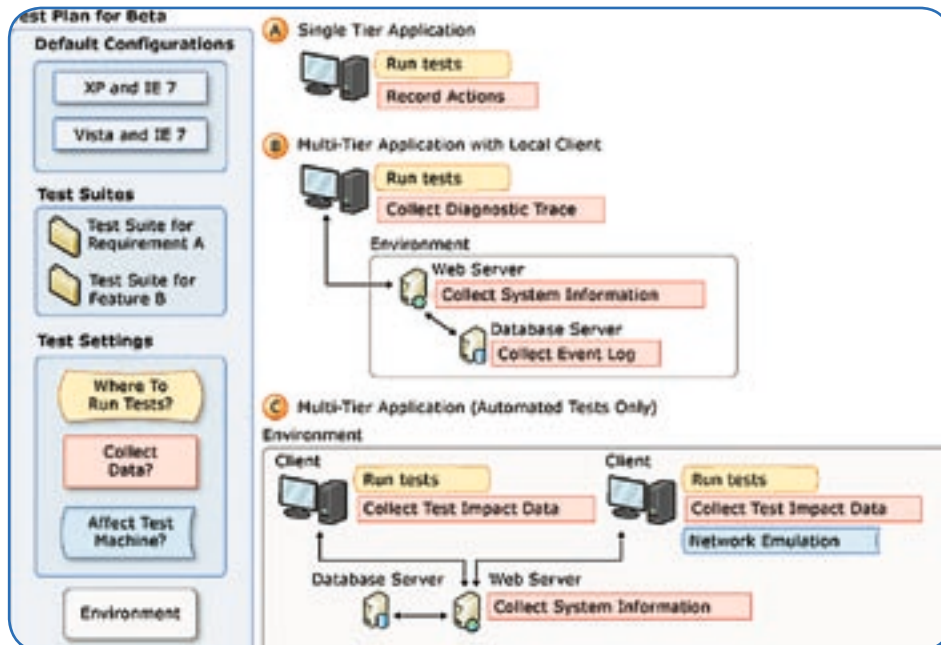 est Plan for Beta
Default Configurations
XP and IE 7
Vista and IE 7
Test Suites
Test Suite for
Requirement A
Test Suite for
Feature B
Test Settings
Where To
Run Tests?
Collect
Data?
Affect Test
Machine?
Environment
A Single Tier Application
Run tests
Record Actions
B Multi-Tier Application with Local Client
Run tests
Collect Diagnostic Trace
Environment
Web Server
Collect System Information
Database Server
Collect Event Log
C Multi-Tier Application (Automated Tests Only)
Environment
Client
Run tests
Collect Test Impact Data
Client
Run tests
Collect Test Impact Data
Network Emulation
Database Server
Web Server
Collect System Information